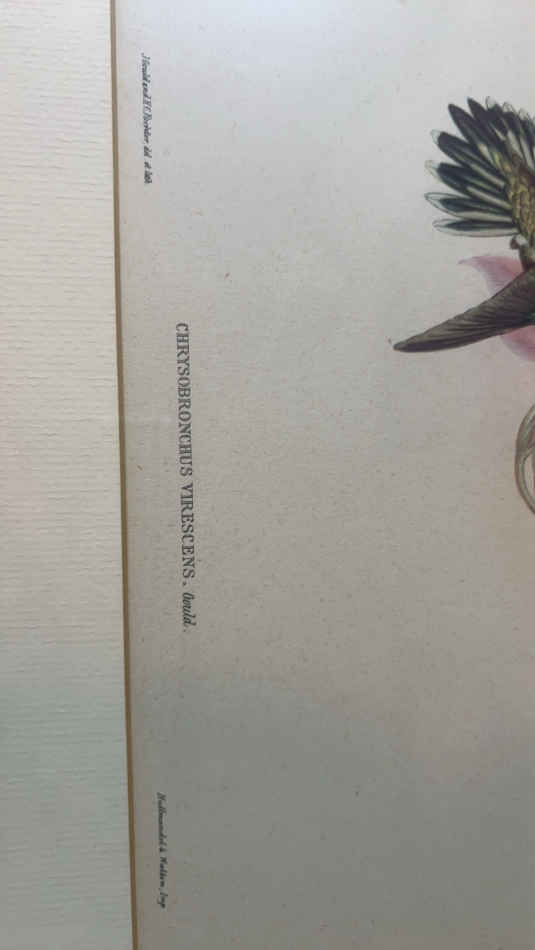 J Gould and H C Richter, del et lith.
CHRYSOBRONCHUS VIRESCENS, Gould.
Hullmandel & Walton, Imp